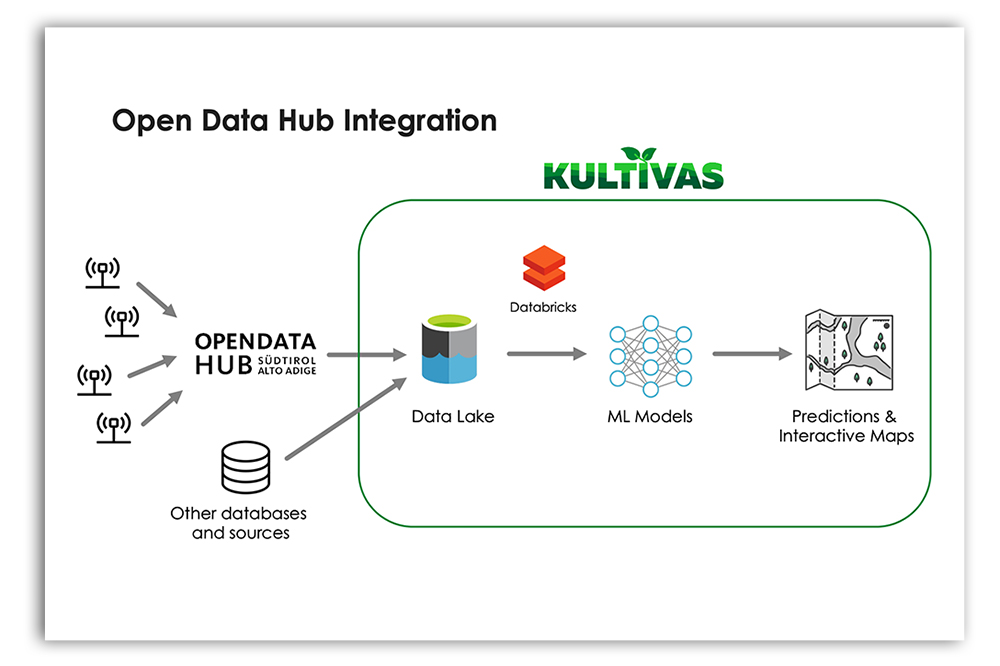 Open Data Hub Integration
KULTIVAS
Databricks
OPENDATA
HUB SÜDTIROL
ALTO ADIGE
Data Lake
ML Models
Predictions &
Interactive Maps
Other databases
and sources